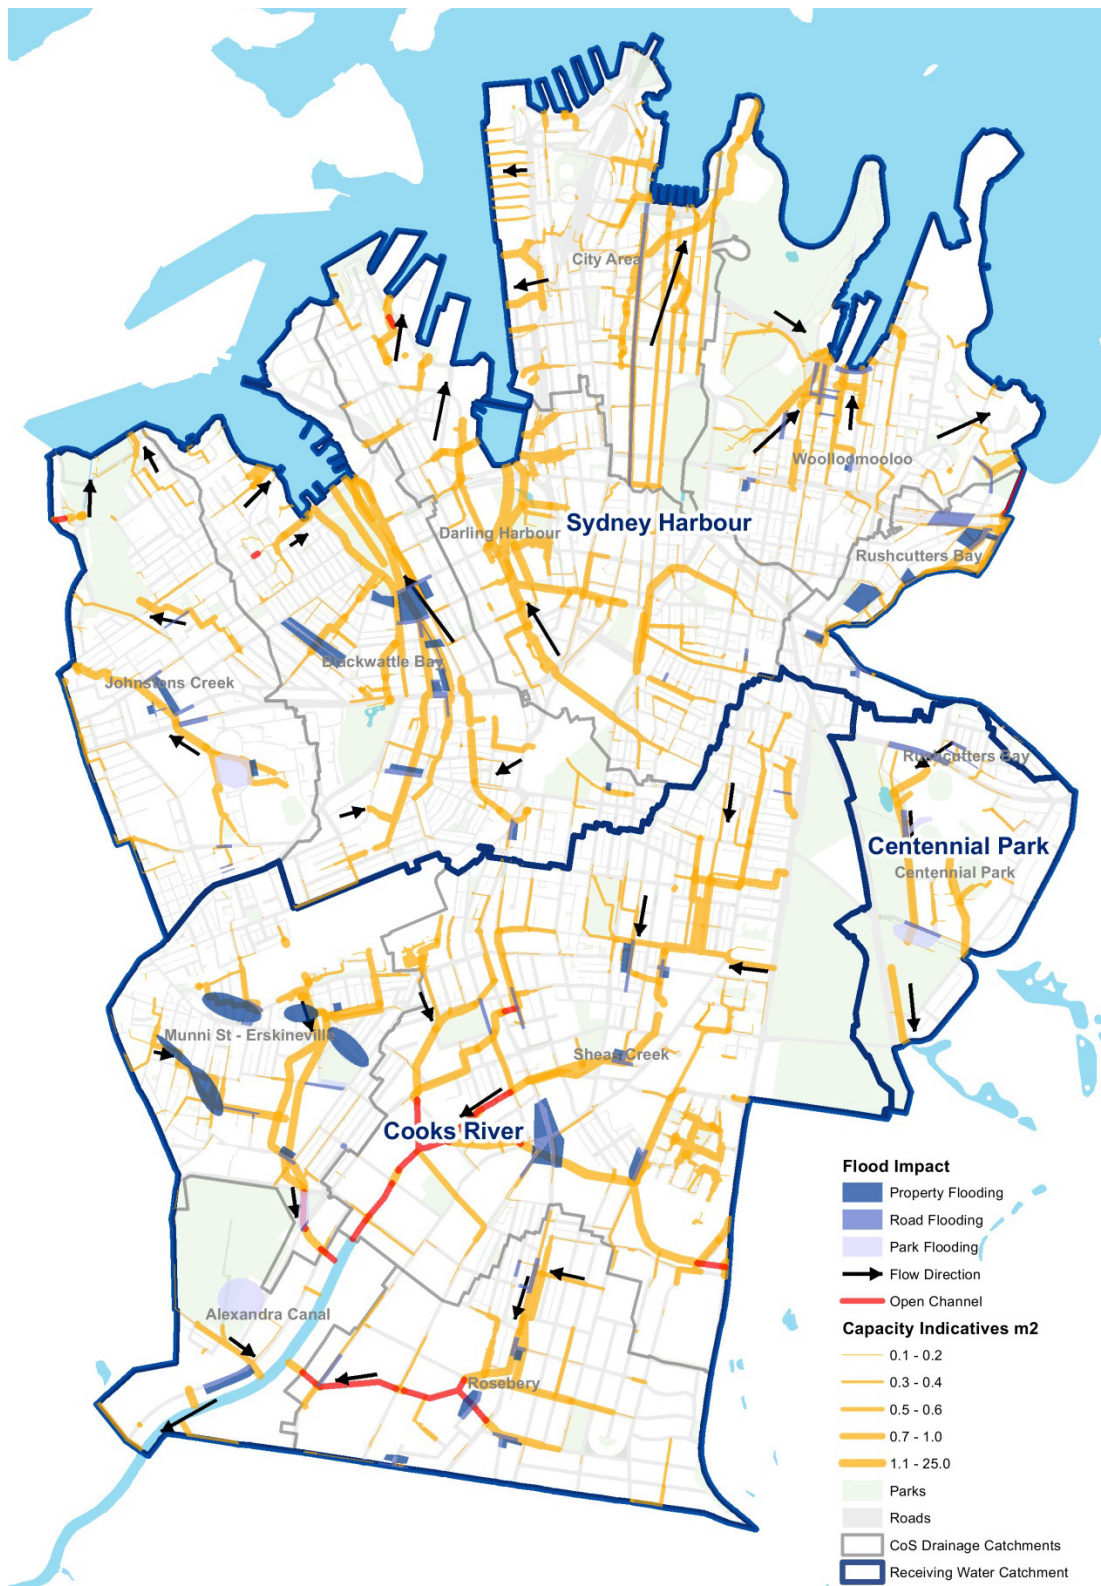 City Area
Woolloomooloo
Sydney Harbour
Darling Harbour
Rushcutters Bay
Blackwattle Bay
Johnstons Creek
Rushcutters Bay
Centennial Park
Centennial Park
Munni St - Erskineville
Sheas Creek
Cooks River
Alexandra Canal
Rosebery
Flood Impact
Property Flooding
Road Flooding
Park Flooding
Flow Direction
Open Channel
Capacity Indicatives m2
0.1 - 0.2
0.3 - 0.4
0.5 - 0.6
0.7 - 1.0
1.1 - 25.0
Parks
Roads
CoS Drainage Catchments
Receiving Water Catchment